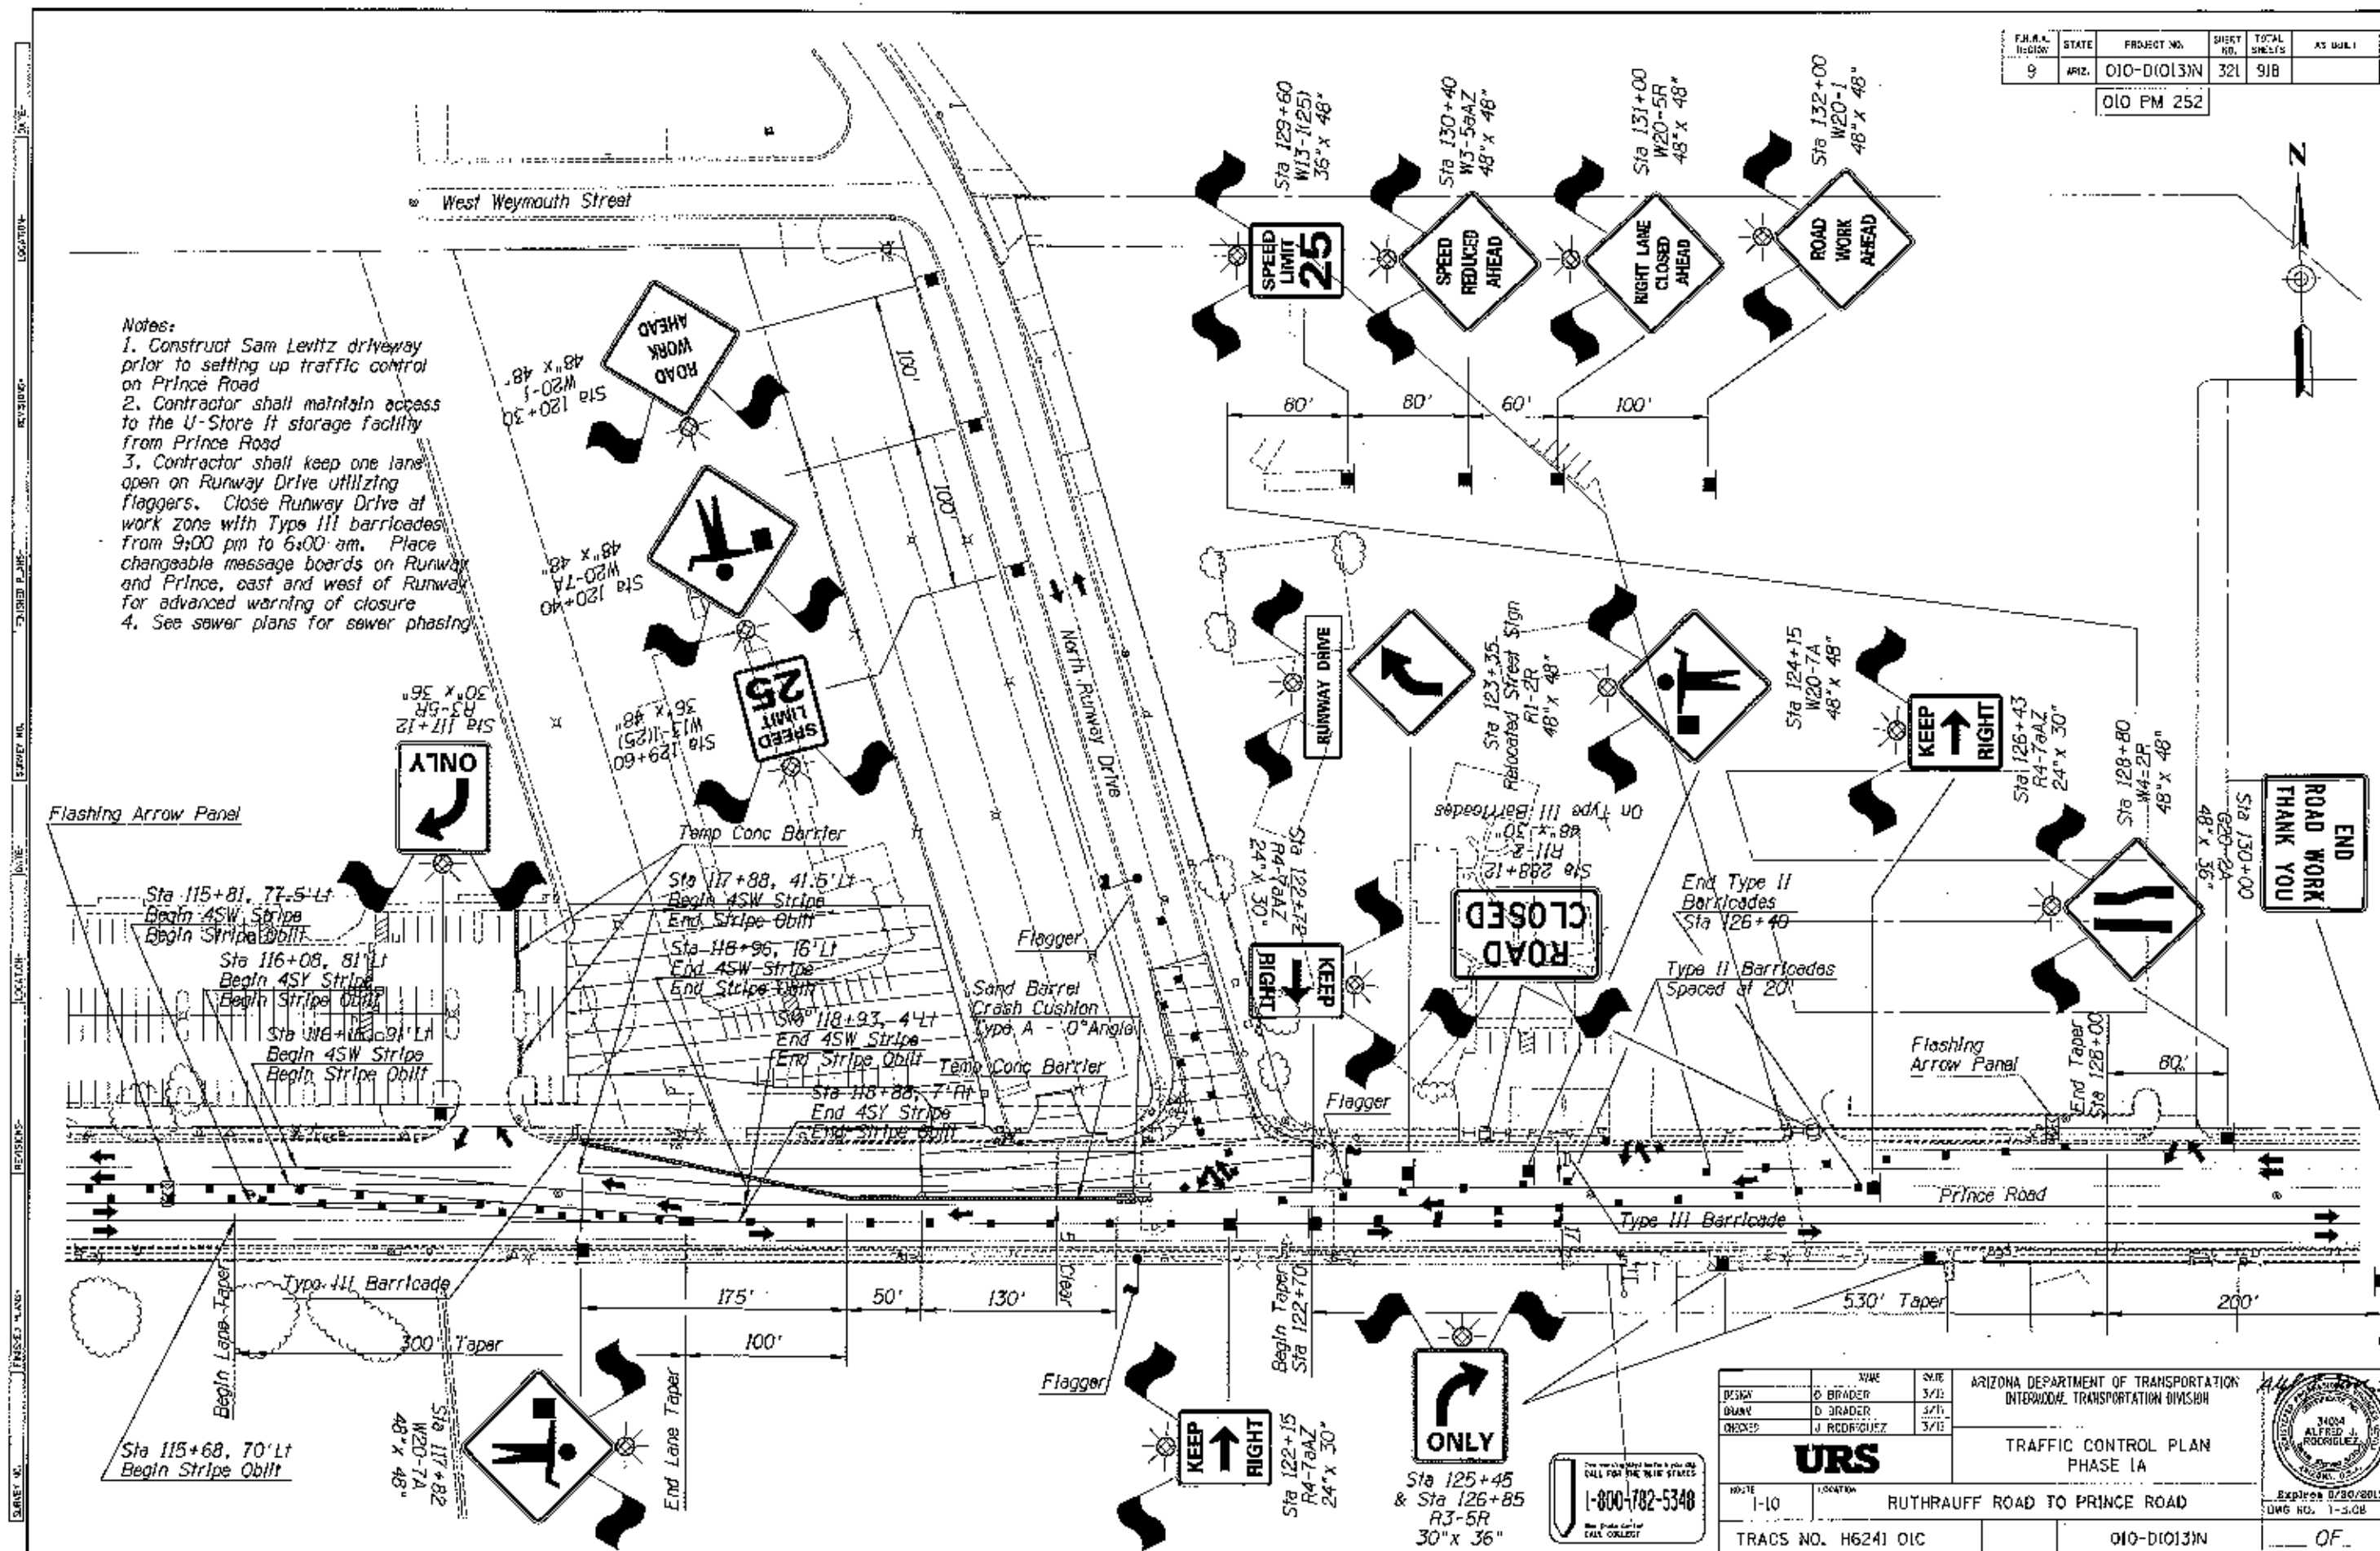 F.H.W.A. REGION
STATE
PROJECT NO.
SHEET NO.
TOTAL SHEETS
AS BUILT
9
ARIZ.
010-D(013)N
321
918
010 PM 252
N
West Weymouth Street
Notes:
1. Construct Sam Levitz driveway
prior to setting up traffic control
on Prince Road
2. Contractor shall maintain access
to the U-Store It storage facility
from Prince Road
3. Contractor shall keep one lane
open on Runway Drive utilizing
flaggers. Close Runway Drive at
work zone with Type III barricades
from 9:00 pm to 6:00 am. Place
changeable message boards on Runway
and Prince, east and west of Runway
for advanced warning of closure
4. See sewer plans for sewer phasing
Sta 129+60
W13-1(25)
36"x 48"
SPEED
LIMIT
25
Sta 130+40
W3-5aAZ
48"x 48"
SPEED
REDUCED
AHEAD
Sta 131+00
W20-5R
48"x 48"
RIGHT LANE
CLOSED
AHEAD
Sta 132+00
W20-1
48"x 48"
ROAD
WORK
AHEAD
80'
80'
60'
100'
ROAD
WORK
AHEAD
Sta 120+30
W20-1
48"x 48"
100'
100'
Sta 120+40
W20-7A
48"x 48"
SPEED
LIMIT
25
Sta 129+60
W13-1(25)
36"x 48"
North Runway Drive
Sta 117+12
R3-5R
30"x 36"
ONLY
RUNWAY DRIVE
Sta 123+35
Relocated Street Sign
R1-2R
48"x 48"
Sta 124+15
W20-7A
48"x 48"
KEEP
RIGHT
Sta 126+43
R4-7aAZ
24"x 30"
Sta 128+80
W4-2R
48"x 48"
Sta 130+00
G20-2A
48"x 36"
END
ROAD WORK
THANK YOU
Flashing Arrow Panel
Temp Conc Barrier
Sta 115+81, 77.5'Lt
Begin 4SW Stripe
Begin Stripe Oblit
Sta 116+08, 81'Lt
Begin 4SY Stripe
Begin Stripe Oblit
Begin 4SW Stripe
Begin Stripe Oblit
Sta 117+88, 41.5'Lt
Begin 4SW Stripe
End Stripe Oblit
Sta 118+96, 16'Lt
End 4SW Stripe
End Stripe Oblit
Sta 118+93, 4'Lt
End 4SW Stripe
End Stripe Oblit
Sta 118+88, 7'Rt
End 4SY Stripe
End Stripe Oblit
Flagger
Sand Barrel
Crash Cushion
Type A - 0°Angle
Temp Conc Barrier
R4-7aAZ
24"x 30"
KEEP
RIGHT
Sta 288+12
R11-2
48"x 30"
On Type III Barricades
ROAD
CLOSED
End Type II
Barricades
Sta 126+40
Type II Barricades
Spaced at 20'
Flashing
Arrow Panel
End Taper
Sta 128+00
80'
Flagger
Prince Road
Type III Barricade
Type III Barricade
Begin Lane Taper
300' Taper
175'
50'
130'
100'
Clear
Begin Taper
Sta 122+70
530' Taper
200'
Sta 115+68, 70'Lt
Begin Stripe Oblit
Sta 117+82
W20-7A
48"x 48"
End Lane Taper
Flagger
KEEP
RIGHT
Sta 122+15
R4-7aAZ
24"x 30"
ONLY
Sta 125+45
& Sta 126+85
R3-5R
30"x 36"
CALL FOR THE BLUE STAKES
1-800-782-5348
CALL COLLECT
NAME
DATE
DESIGN
D BRADER
3/11
DRAWN
D BRADER
3/11
CHECKED
J RODRIGUEZ
3/11
URS
ARIZONA DEPARTMENT OF TRANSPORTATION
INTERMODAL TRANSPORTATION DIVISION
TRAFFIC CONTROL PLAN
PHASE 1A
ALFRED J.
RODRIGUEZ
ROUTE
I-10
LOCATION
RUTHRAUFF ROAD TO PRINCE ROAD
TRACS NO. H6241 01C
010-D(013)N
OF